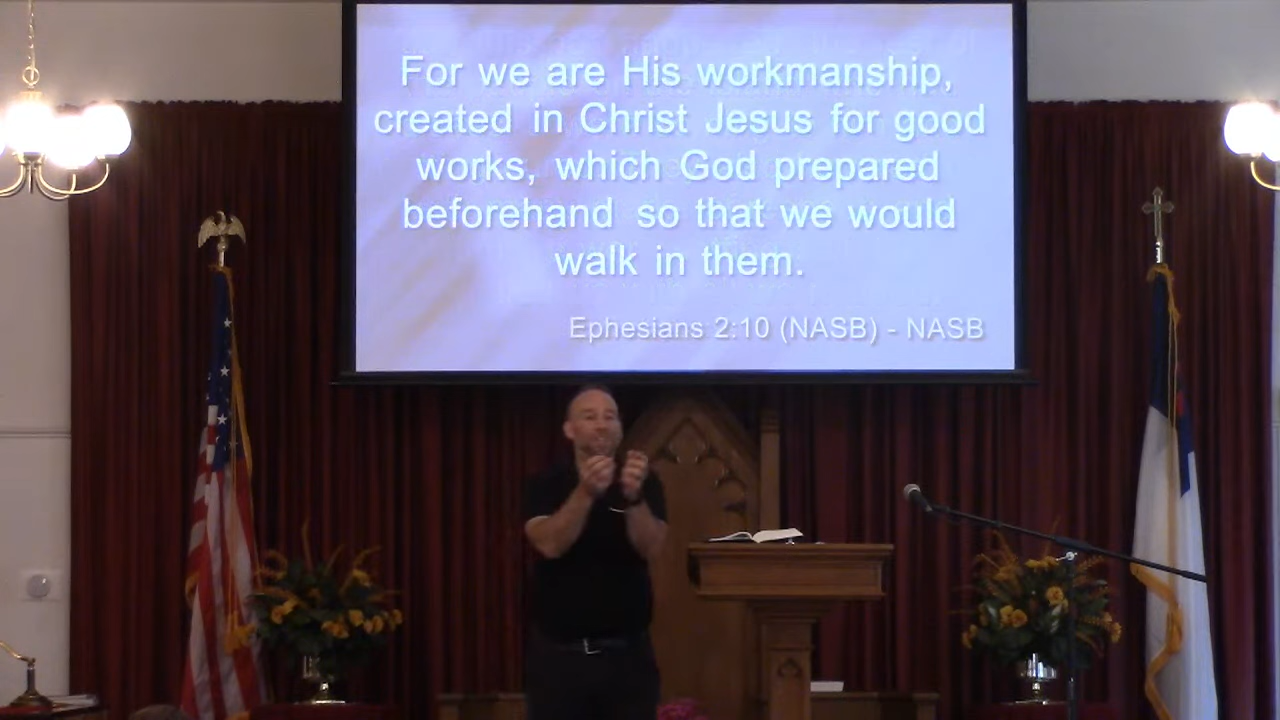 For we are His workmanship,
created in Christ Jesus for good
works, which God prepared
beforehand so that we would
walk in them.
Ephesians 2:10 (NASB) - NASB